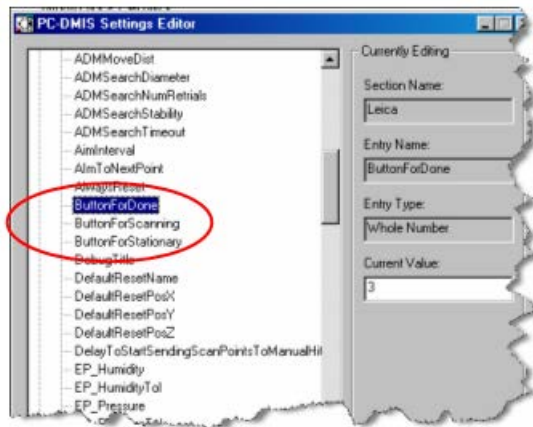 PC-DMIS Settings Editor
ADMMoveDist
ADMSearchDiameter
ADMSearchNumRetrials
ADMSearchStability
ADMSearchTimeout
AimInterval
AimToNextPoint
AlwaysReset
ButtonForDone
ButtonForScanning
ButtonForStationary
DebugTitle
DefaultResetName
DefaultResetPosX
DefaultResetPosY
DefaultResetPosZ
DelayToStartSendingScanPointsToManualHit
EP_Humidity
EP_HumidityTol
EP_Pressure
Currently Editing
Section Name:
Leica
Entry Name:
ButtonForDone
Entry Type:
Whole Number
Current Value:
3